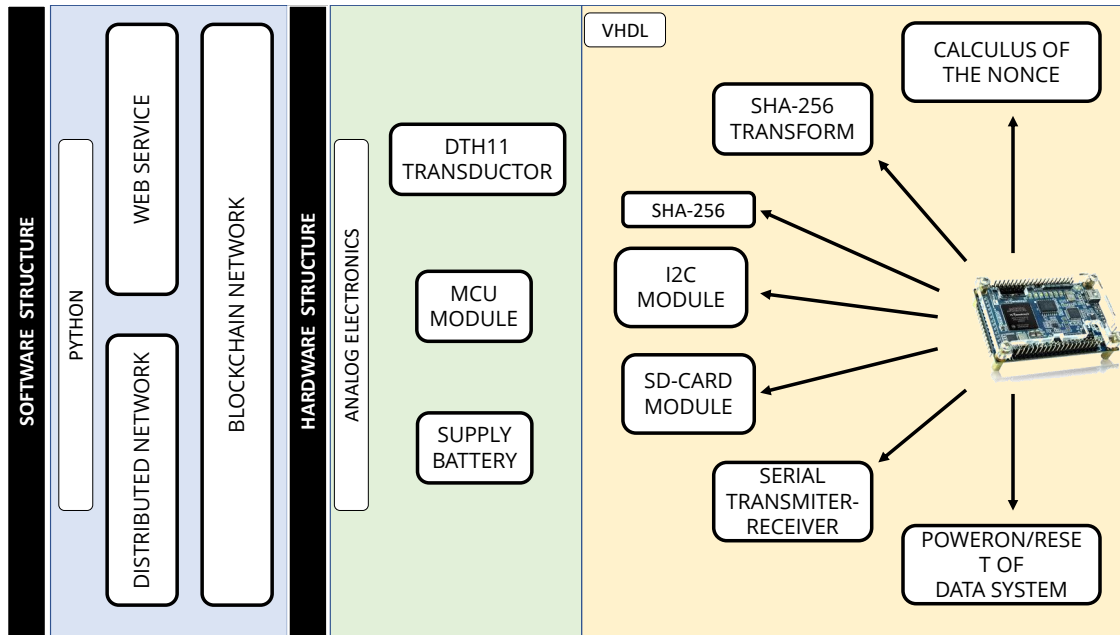 SOFTWARE STRUCTURE
PYTHON
WEB SERVICE
DISTRIBUTED NETWORK
BLOCKCHAIN NETWORK
HARDWARE STRUCTURE
ANALOG ELECTRONICS
DTH11
TRANSDUCTOR
MCU
MODULE
SUPPLY
BATTERY
VHDL
CALCULUS OF
THE NONCE
SHA-256
TRANSFORM
SHA-256
I2C
MODULE
SD-CARD
MODULE
SERIAL
TRANSMITER-
RECEIVER
POWERON/RESE
T OF
DATA SYSTEM